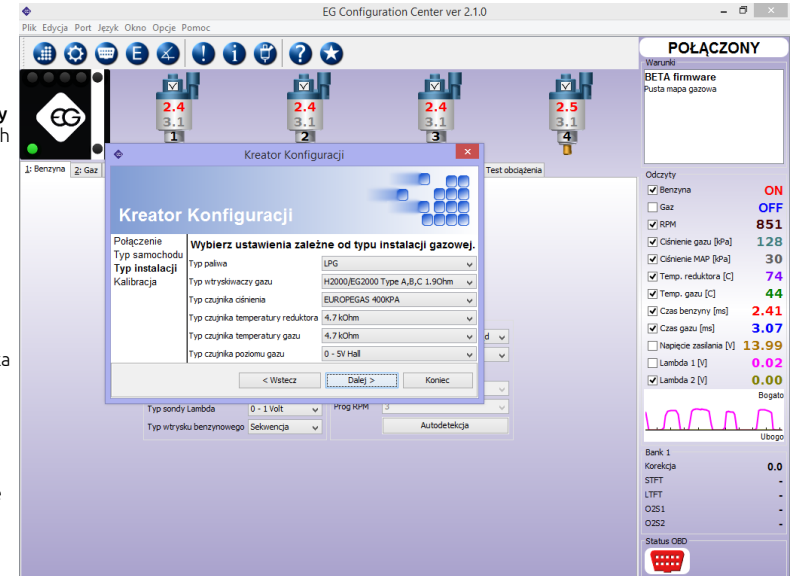 EG Configuration Center ver 2.1.0
Plik Edycja Port Język Okno Opcje Pomoc
E
EG
2.4
3.1
1
2.4
3.1
2
2.4
3.1
3
2.5
3.1
4
y
h
ka
1: Benzyna
2: Gaz
Test obciążenia
Kreator Konfiguracji
Kreator Konfiguracji
Połączenie
Typ samochodu
Typ instalacji
Kalibracja
Wybierz ustawienia zależne od typu instalacji gazowej.
Typ paliwa LPG
Typ wtryskiwaczy gazu H2000/EG2000 Type A,B,C 1.9Ohm
Typ czujnika ciśnienia EUROPEGAS 400KPA
Typ czujnika temperatury reduktora 4.7 kOhm
Typ czujnika temperatury gazu 4.7 kOhm
Typ czujnika poziomu gazu 0 - 5V Hall
< Wstecz Dalej > Koniec
d
Typ sondy Lambda 0 - 1 Volt Próg RPM 3
Typ wtrysku benzynowego Sekwencja Autodetekcja
POŁĄCZONY
Warunki
BETA firmware
Pusta mapa gazowa
Odczyty
Benzyna ON
Gaz OFF
RPM 851
Ciśnienie gazu [kPa] 128
Ciśnienie MAP [kPa] 30
Temp. reduktora [C] 74
Temp. gazu [C] 44
Czas benzyny [ms] 2.41
Czas gazu [ms] 3.07
Napięcie zasilania [V] 13.99
Lambda 1 [V] 0.02
Lambda 2 [V] 0.00
Bogato
Ubogo
Bank 1
Korekcja 0.0
STFT -
LTFT -
O2S1 -
O2S2 -
Status OBD